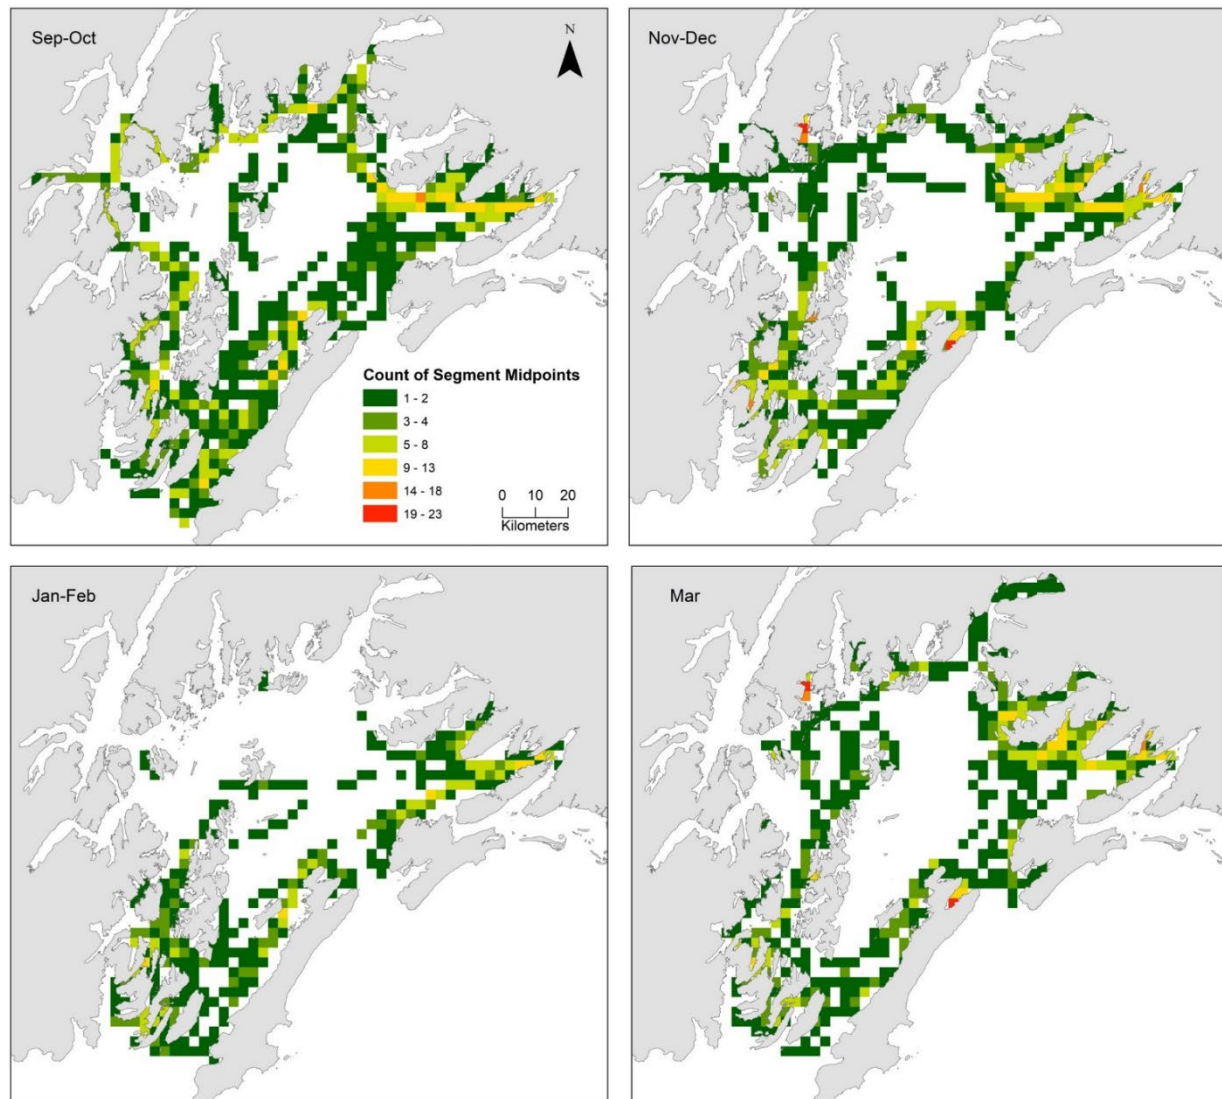 Sep-Oct
N
Nov-Dec
Count of Segment Midpoints
1 - 2
3 - 4
5 - 8
9 - 13
14 - 18
19 - 23
0 10 20
Kilometers
Jan-Feb
Mar